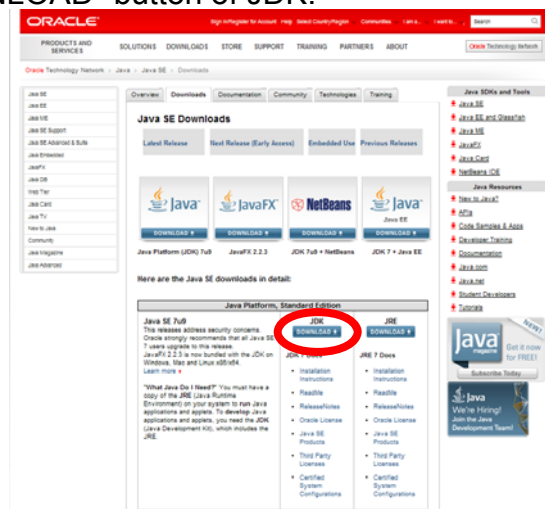 NLOAD" button of JDK.
ORACLE
Sign In/Register for Account Help Select Country/Region Communities I am a... I want to... Search
PRODUCTS AND SERVICES SOLUTIONS DOWNLOADS STORE SUPPORT TRAINING PARTNERS ABOUT Oracle Technology Network
Oracle Technology Network > Java > Java SE > Downloads
Java SE
Java EE
Java ME
Java SE Support
Java SE Advanced & Suite
Java Embedded
JavaFX
Java DB
Web Tier
Java Card
Java TV
New to Java
Community
Java Magazine
Java Advanced
Overview Downloads Documentation Community Technologies Training
Java SE Downloads
Latest Release Next Release (Early Access) Embedded Use Previous Releases
Java
DOWNLOAD
Java Platform (JDK) 7u9
JavaFX
DOWNLOAD
JavaFX 2.2.3
NetBeans
DOWNLOAD
JDK 7u9 + NetBeans
Java
Java EE
DOWNLOAD
JDK 7 + Java EE
Here are the Java SE downloads in detail:
Java Platform, Standard Edition
Java SE 7u9
This releases address security concerns.
Oracle strongly recommends that all Java SE
7 users upgrade to this release.
JavaFX 2.2.3 is now bundled with the JDK on
Windows, Mac and Linux x86/x64.
Learn more
"What Java Do I Need?" You must have a
copy of the JRE (Java Runtime
Environment) on your system to run Java
applications and applets. To develop Java
applications and applets, you need the JDK
(Java Development Kit), which includes the
JRE.
JDK
DOWNLOAD
JDK 7 Docs
Installation
Instructions
ReadMe
ReleaseNotes
Oracle License
Java SE
Products
Third Party
Licenses
Certified
System
Configurations
JRE
DOWNLOAD
JRE 7 Docs
Installation
Instructions
ReadMe
ReleaseNotes
Oracle License
Java SE
Products
Third Party
Licenses
Certified
System
Configurations
Java SDKs and Tools
Java SE
Java EE and Glassfish
Java ME
JavaFX
Java Card
NetBeans IDE
Java Resources
New to Java?
APIs
Code Samples & Apps
Developer Training
Documentation
Java.com
Java.net
Student Developers
Tutorials
NEW!
Java
magazine
Get it now
for FREE!
Subscribe Today
Java
We're Hiring!
Join the Java
Development Team!